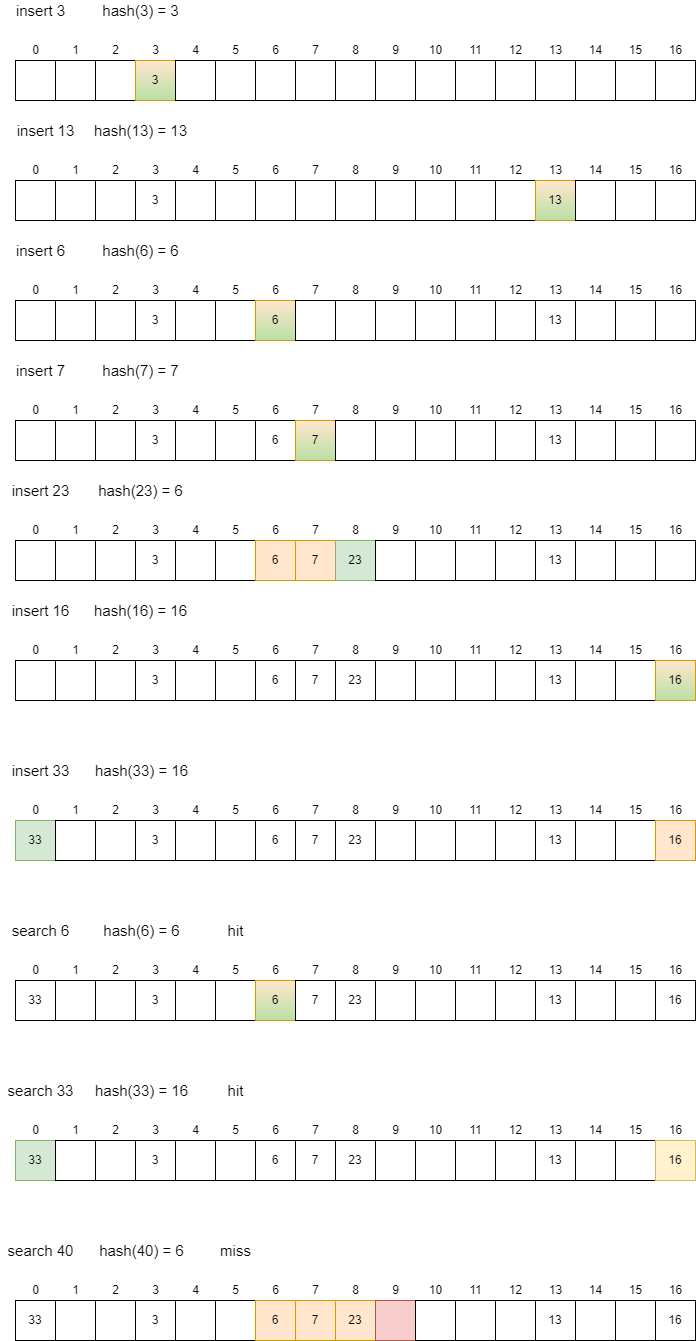 insert 3 hash(3) = 3
0 1 2 3 4 5 6 7 8 9 10 11 12 13 14 15 16
3
insert 13 hash(13) = 13
0 1 2 3 4 5 6 7 8 9 10 11 12 13 14 15 16
3 13
insert 6 hash(6) = 6
0 1 2 3 4 5 6 7 8 9 10 11 12 13 14 15 16
3 6 13
insert 7 hash(7) = 7
0 1 2 3 4 5 6 7 8 9 10 11 12 13 14 15 16
3 6 7 13
insert 23 hash(23) = 6
0 1 2 3 4 5 6 7 8 9 10 11 12 13 14 15 16
3 6 7 23 13
insert 16 hash(16) = 16
0 1 2 3 4 5 6 7 8 9 10 11 12 13 14 15 16
3 6 7 23 13 16
insert 33 hash(33) = 16
0 1 2 3 4 5 6 7 8 9 10 11 12 13 14 15 16
33 3 6 7 23 13 16
search 6 hash(6) = 6 hit
0 1 2 3 4 5 6 7 8 9 10 11 12 13 14 15 16
33 3 6 7 23 13 16
search 33 hash(33) = 16 hit
0 1 2 3 4 5 6 7 8 9 10 11 12 13 14 15 16
33 3 6 7 23 13 16
search 40 hash(40) = 6 miss
0 1 2 3 4 5 6 7 8 9 10 11 12 13 14 15 16
33 3 6 7 23 13 16